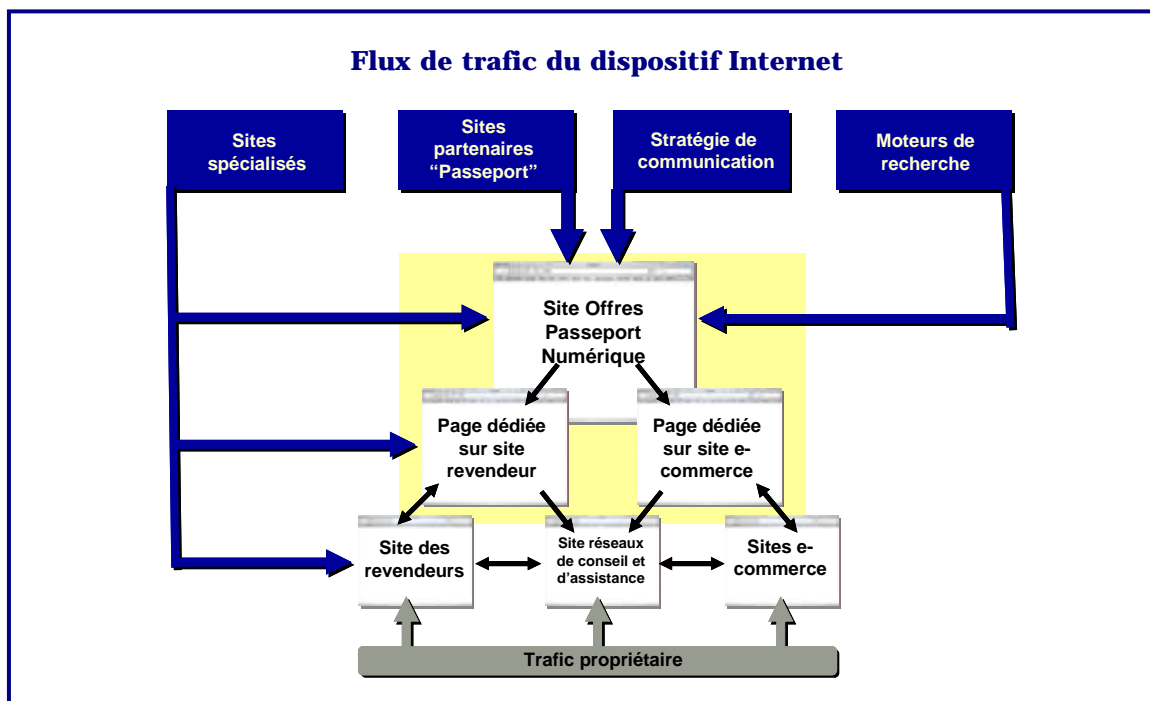 Flux de trafic du dispositif Internet
Sites
spécialisés
Sites
partenaires
“Passeport”
Stratégie de
communication
Moteurs de
recherche
Site Offres
Passeport
Numérique
Page dédiée
sur site
revendeur
Page dédiée
sur site e-
commerce
Site des
revendeurs
Site réseaux
de conseil et
d’assistance
Sites e-
commerce
Trafic propriétaire